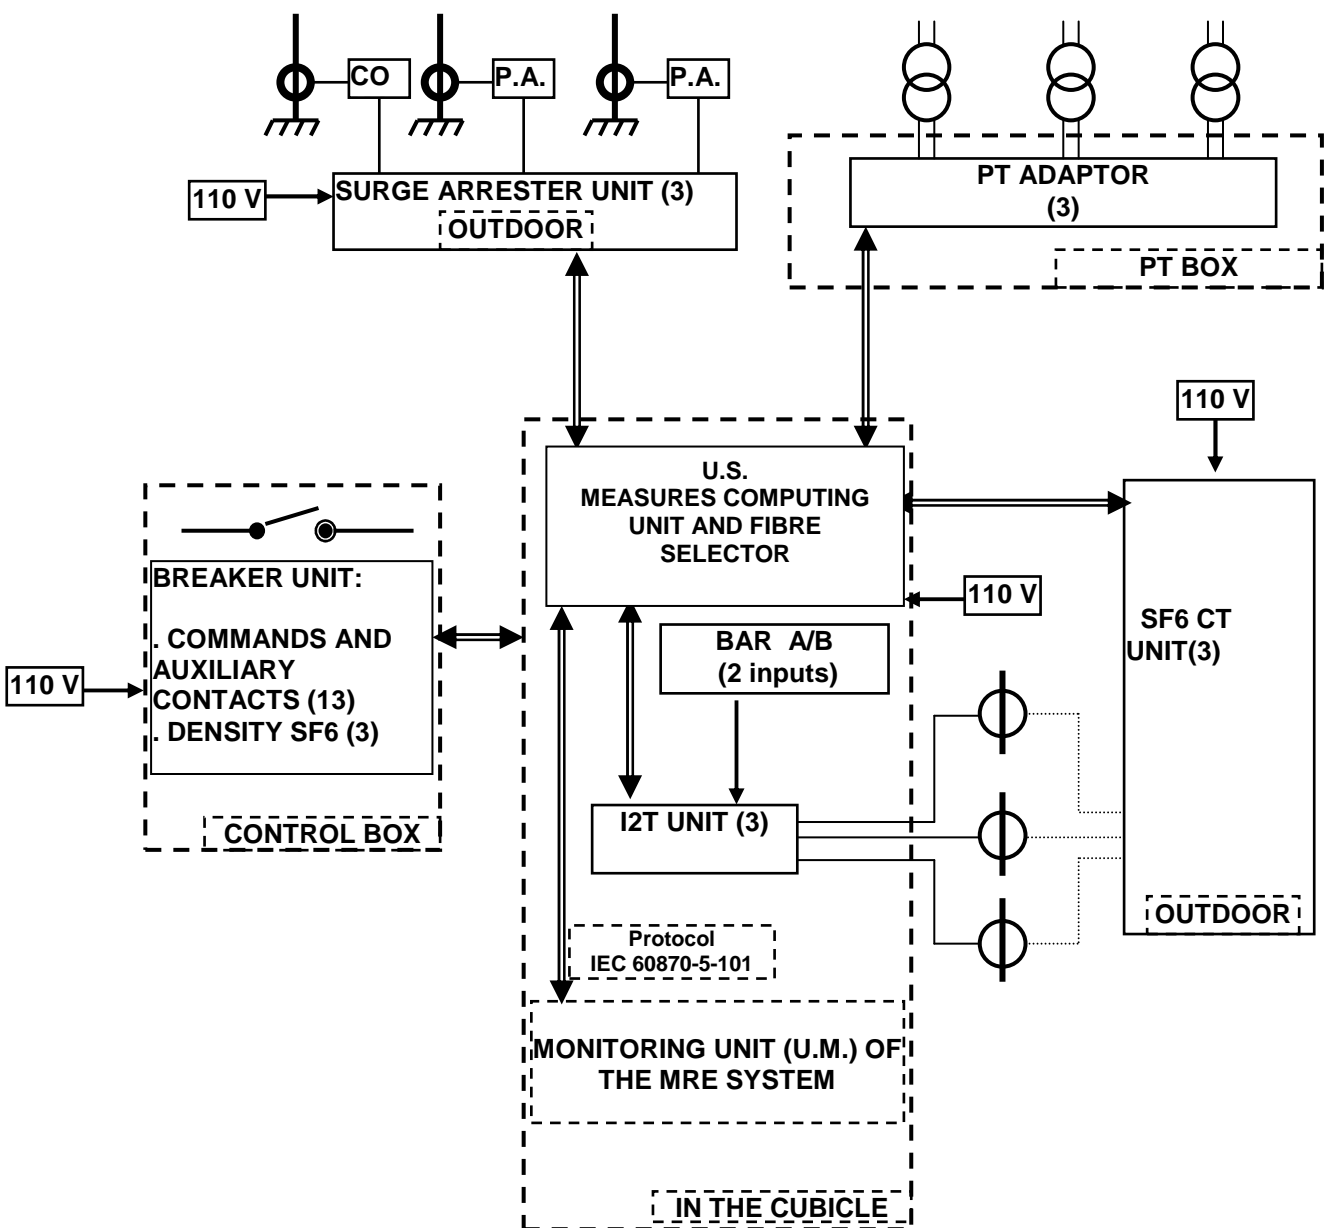 CO
P.A.
P.A.
110 V
SURGE ARRESTER UNIT (3)
OUTDOOR
PT ADAPTOR
(3)
PT BOX
110 V
U.S.
MEASURES COMPUTING
UNIT AND FIBRE
SELECTOR
110 V
BREAKER UNIT:
. COMMANDS AND
AUXILIARY
CONTACTS (13)
. DENSITY SF6 (3)
110 V
CONTROL BOX
BAR A/B
(2 inputs)
I2T UNIT (3)
SF6 CT
UNIT(3)
OUTDOOR
Protocol
IEC 60870-5-101
MONITORING UNIT (U.M.) OF
THE MRE SYSTEM
IN THE CUBICLE